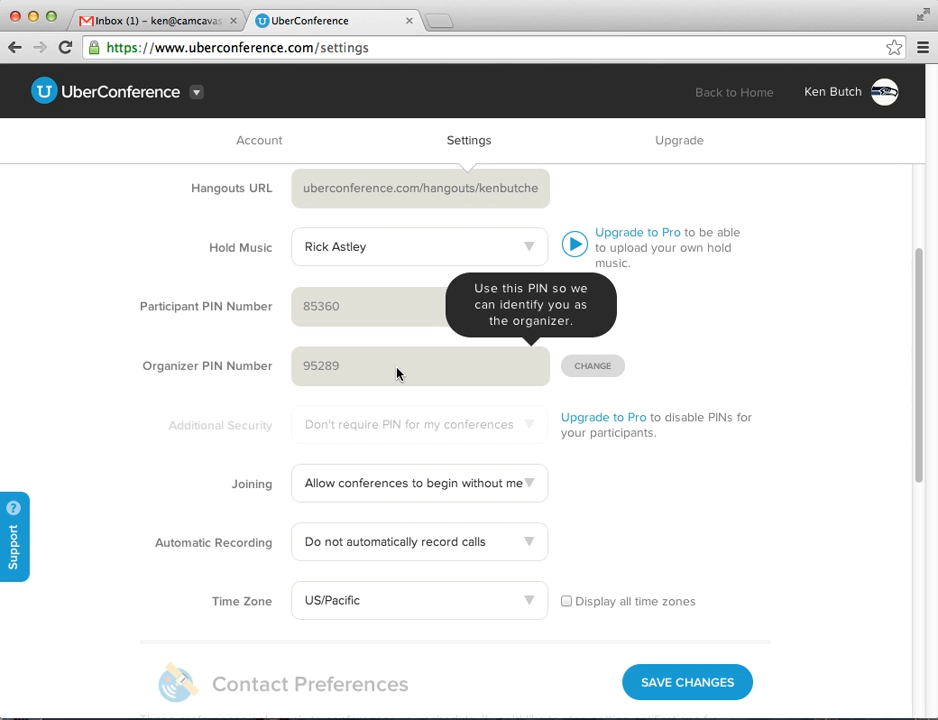 Inbox (1) – ken@camcavas
UberConference
https://www.uberconference.com/settings
UberConference
Back to Home
Ken Butch
Account
Settings
Upgrade
Hangouts URL
uberconference.com/hangouts/kenbutche
Hold Music
Rick Astley
Upgrade to Pro to be able
to upload your own hold
music.
Use this PIN so we
can identify you as
the organizer.
Participant PIN Number
85360
Organizer PIN Number
95289
CHANGE
Additional Security
Don't require PIN for my conferences
Upgrade to Pro to disable PINs for
your participants.
Joining
Allow conferences to begin without me
Support
Automatic Recording
Do not automatically record calls
Time Zone
US/Pacific
Display all time zones
Contact Preferences
SAVE CHANGES